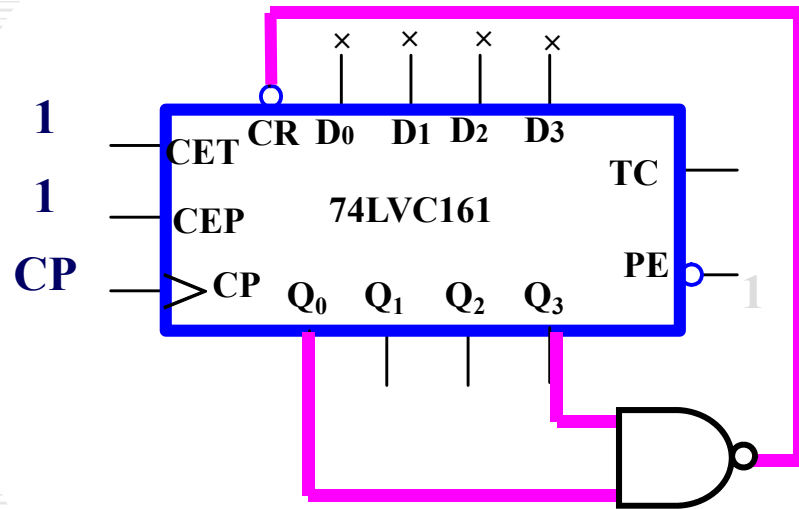 × × × ×
1
CR D₀ D₁ D₂ D₃
CET
TC
1
CEP
74LVC161
PE
1
CP
CP
Q₀ Q₁ Q₂ Q₃